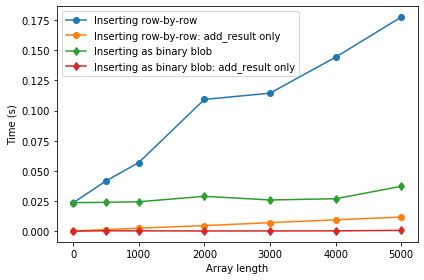 Inserting row-by-row
Inserting row-by-row: add_result only
Inserting as binary blob
Inserting as binary blob: add_result only
Time (s)
0.175
0.150
0.125
0.100
0.075
0.050
0.025
0.000
0 1000 2000 3000 4000 5000
Array length